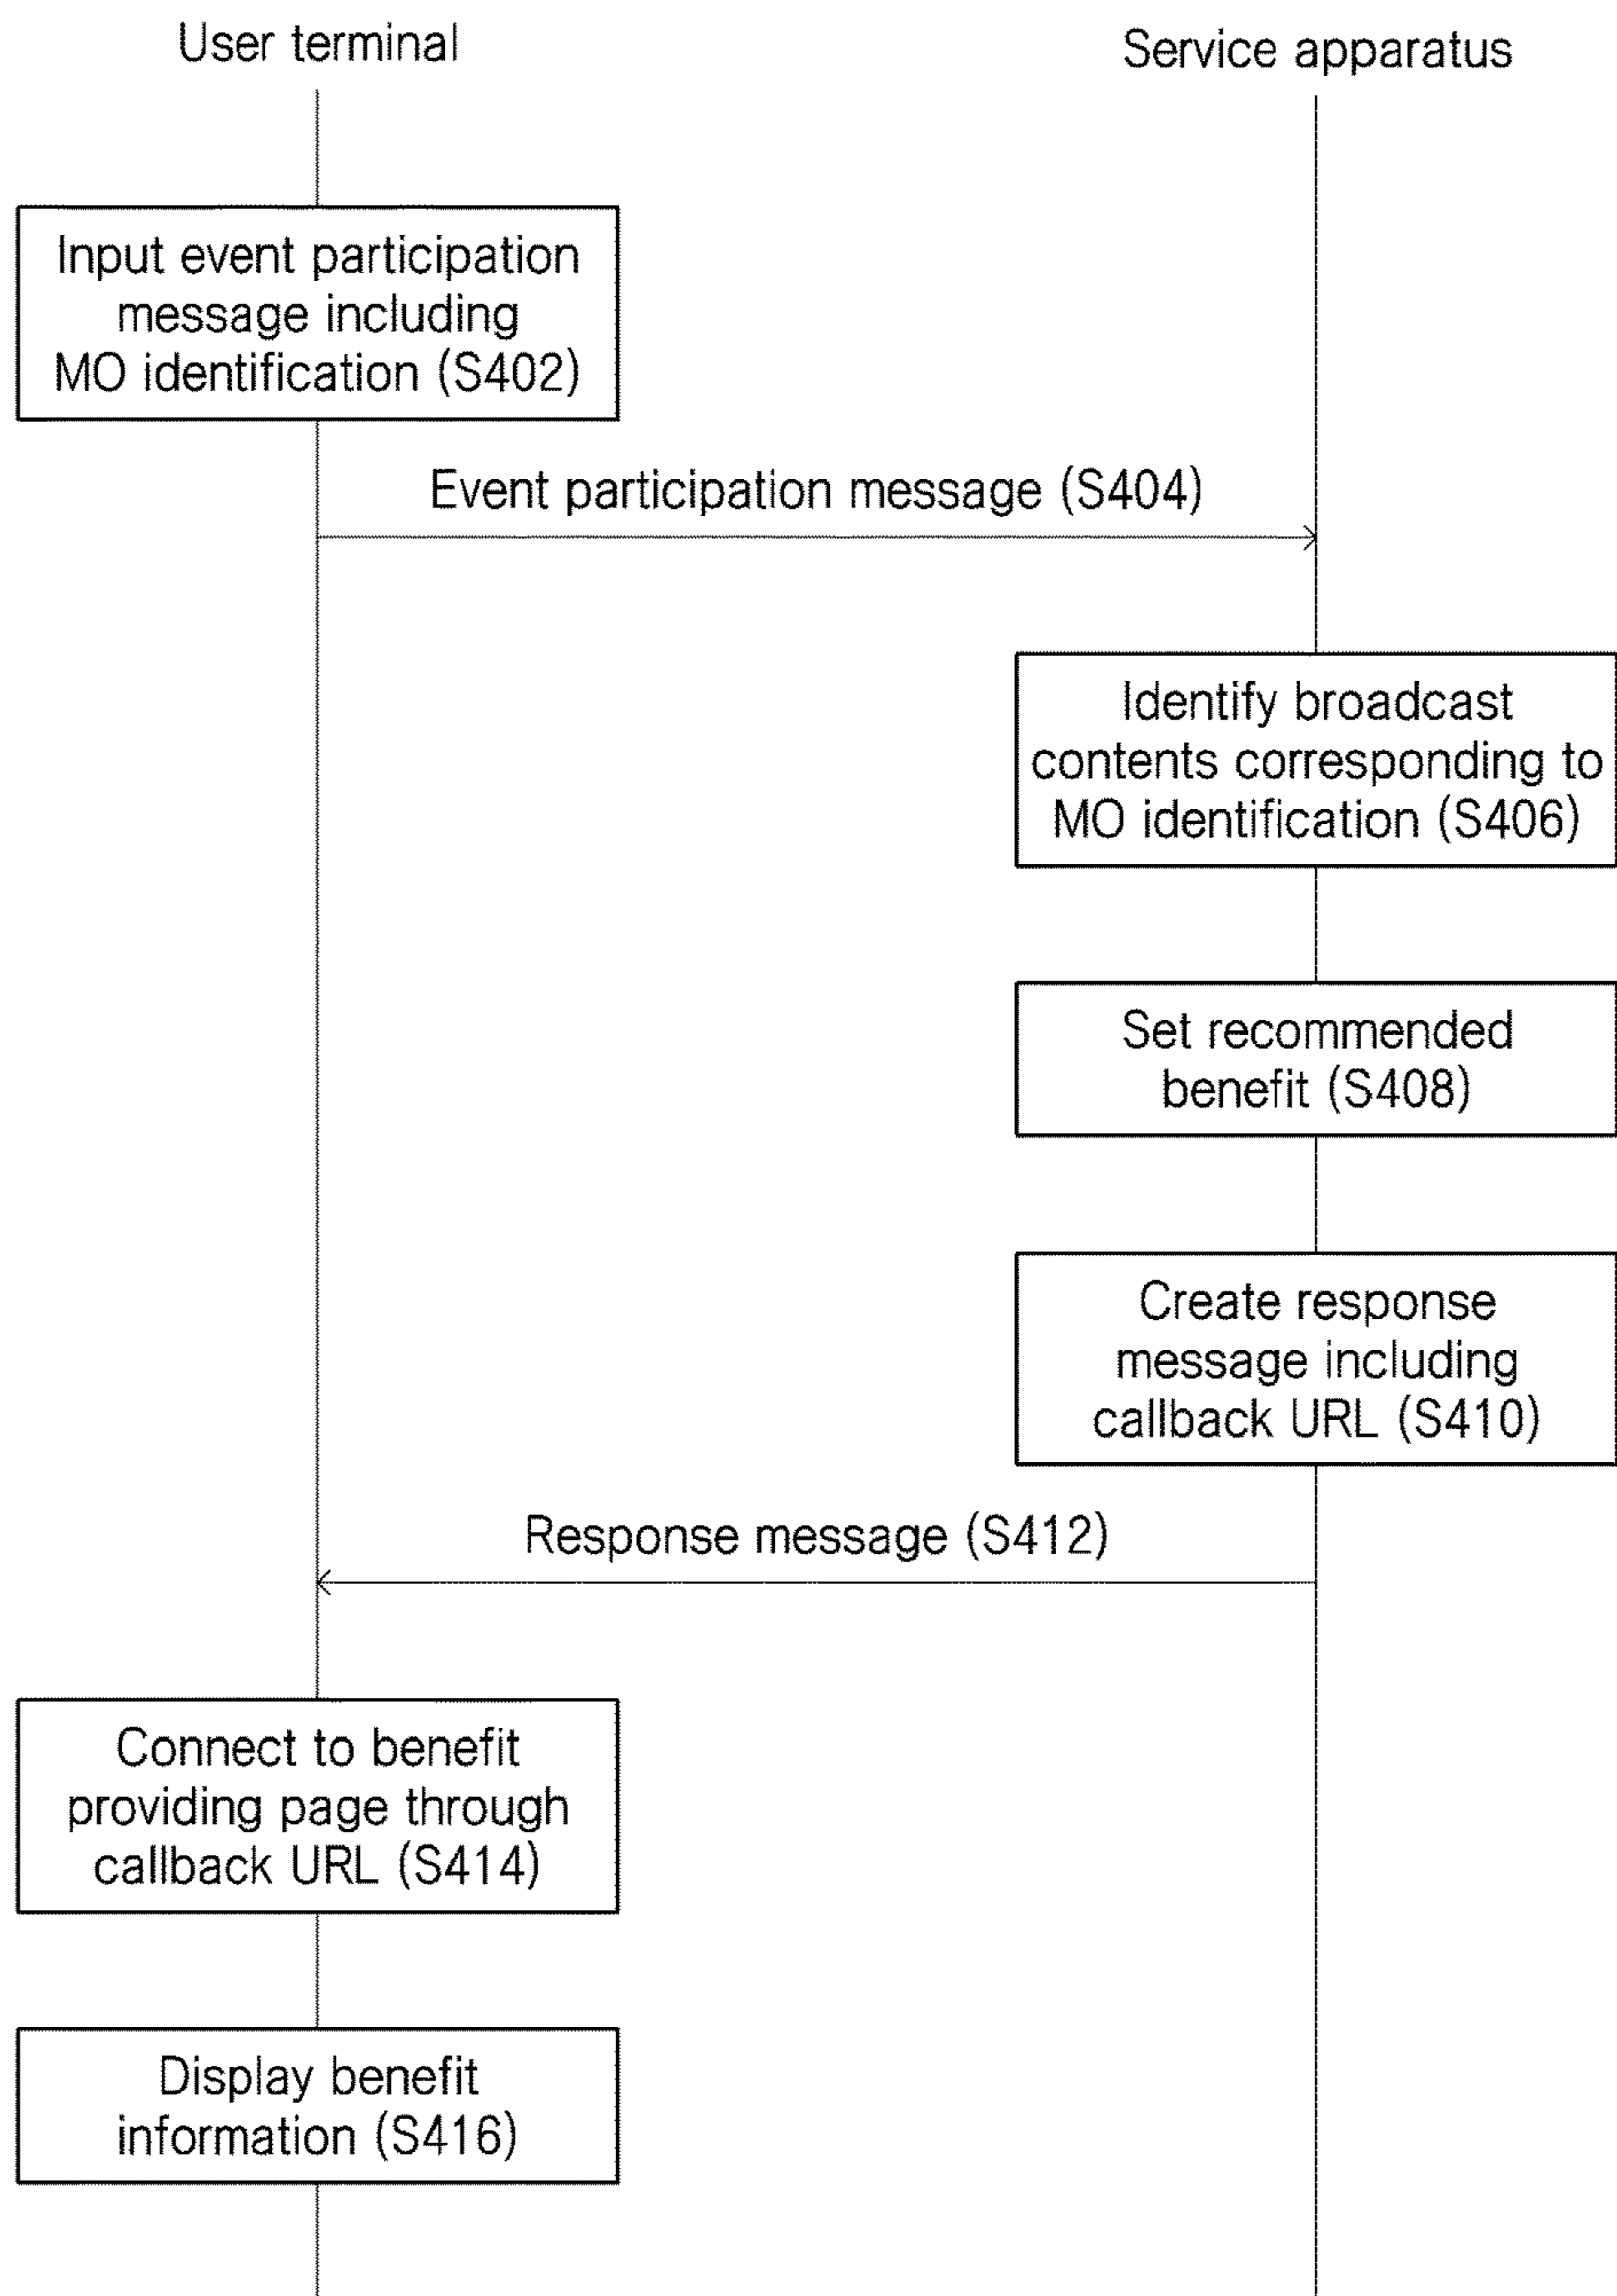 User terminal
Service apparatus
Input event participation
message including
MO identification (S402)
Event participation message (S404)
Identify broadcast
contents corresponding to
MO identification (S406)
Set recommended
benefit (S408)
Create response
message including
callback URL (S410)
Response message (S412)
Connect to benefit
providing page through
callback URL (S414)
Display benefit
information (S416)